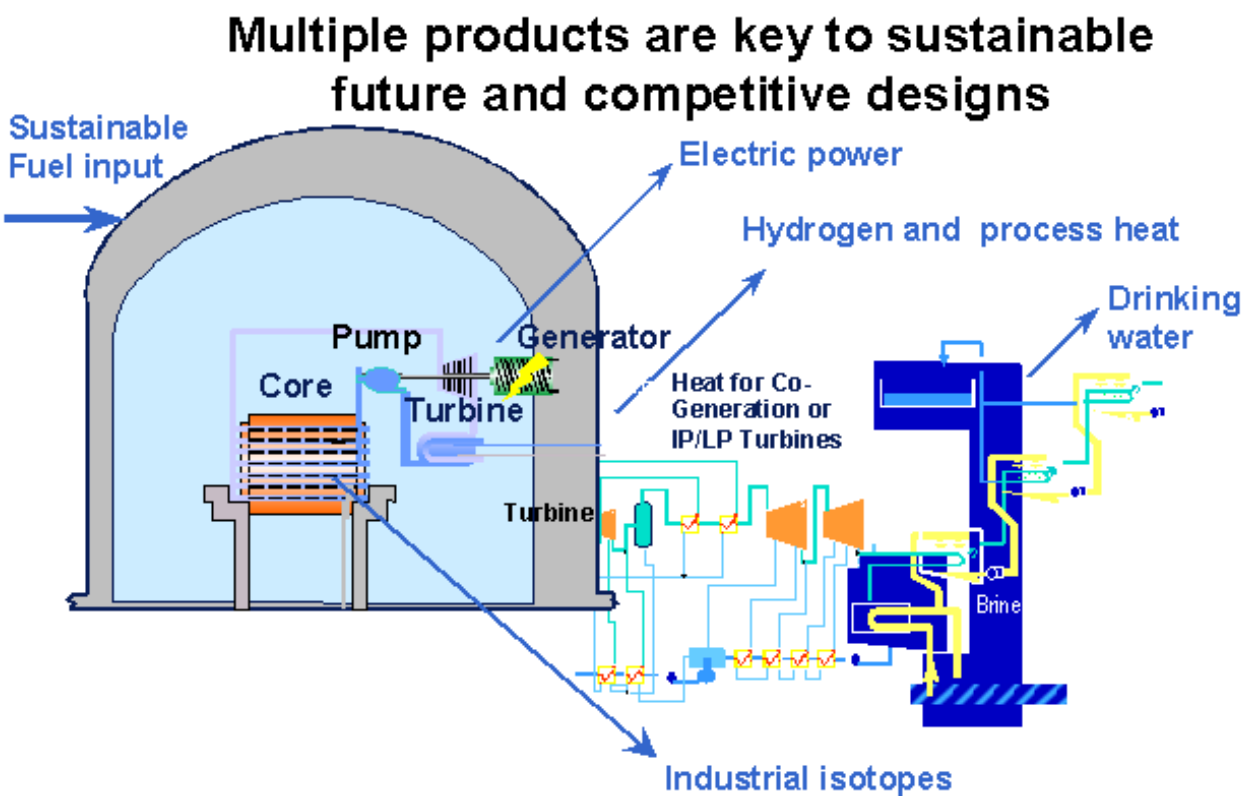 Multiple products are key to sustainable
future and competitive designs
Sustainable
Fuel input
Electric power
Hydrogen and process heat
Drinking
water
Pump
Generator
Core
Turbine
Heat for Co-
Generation or
IP/LP Turbines
Turbine
Brine
Industrial isotopes